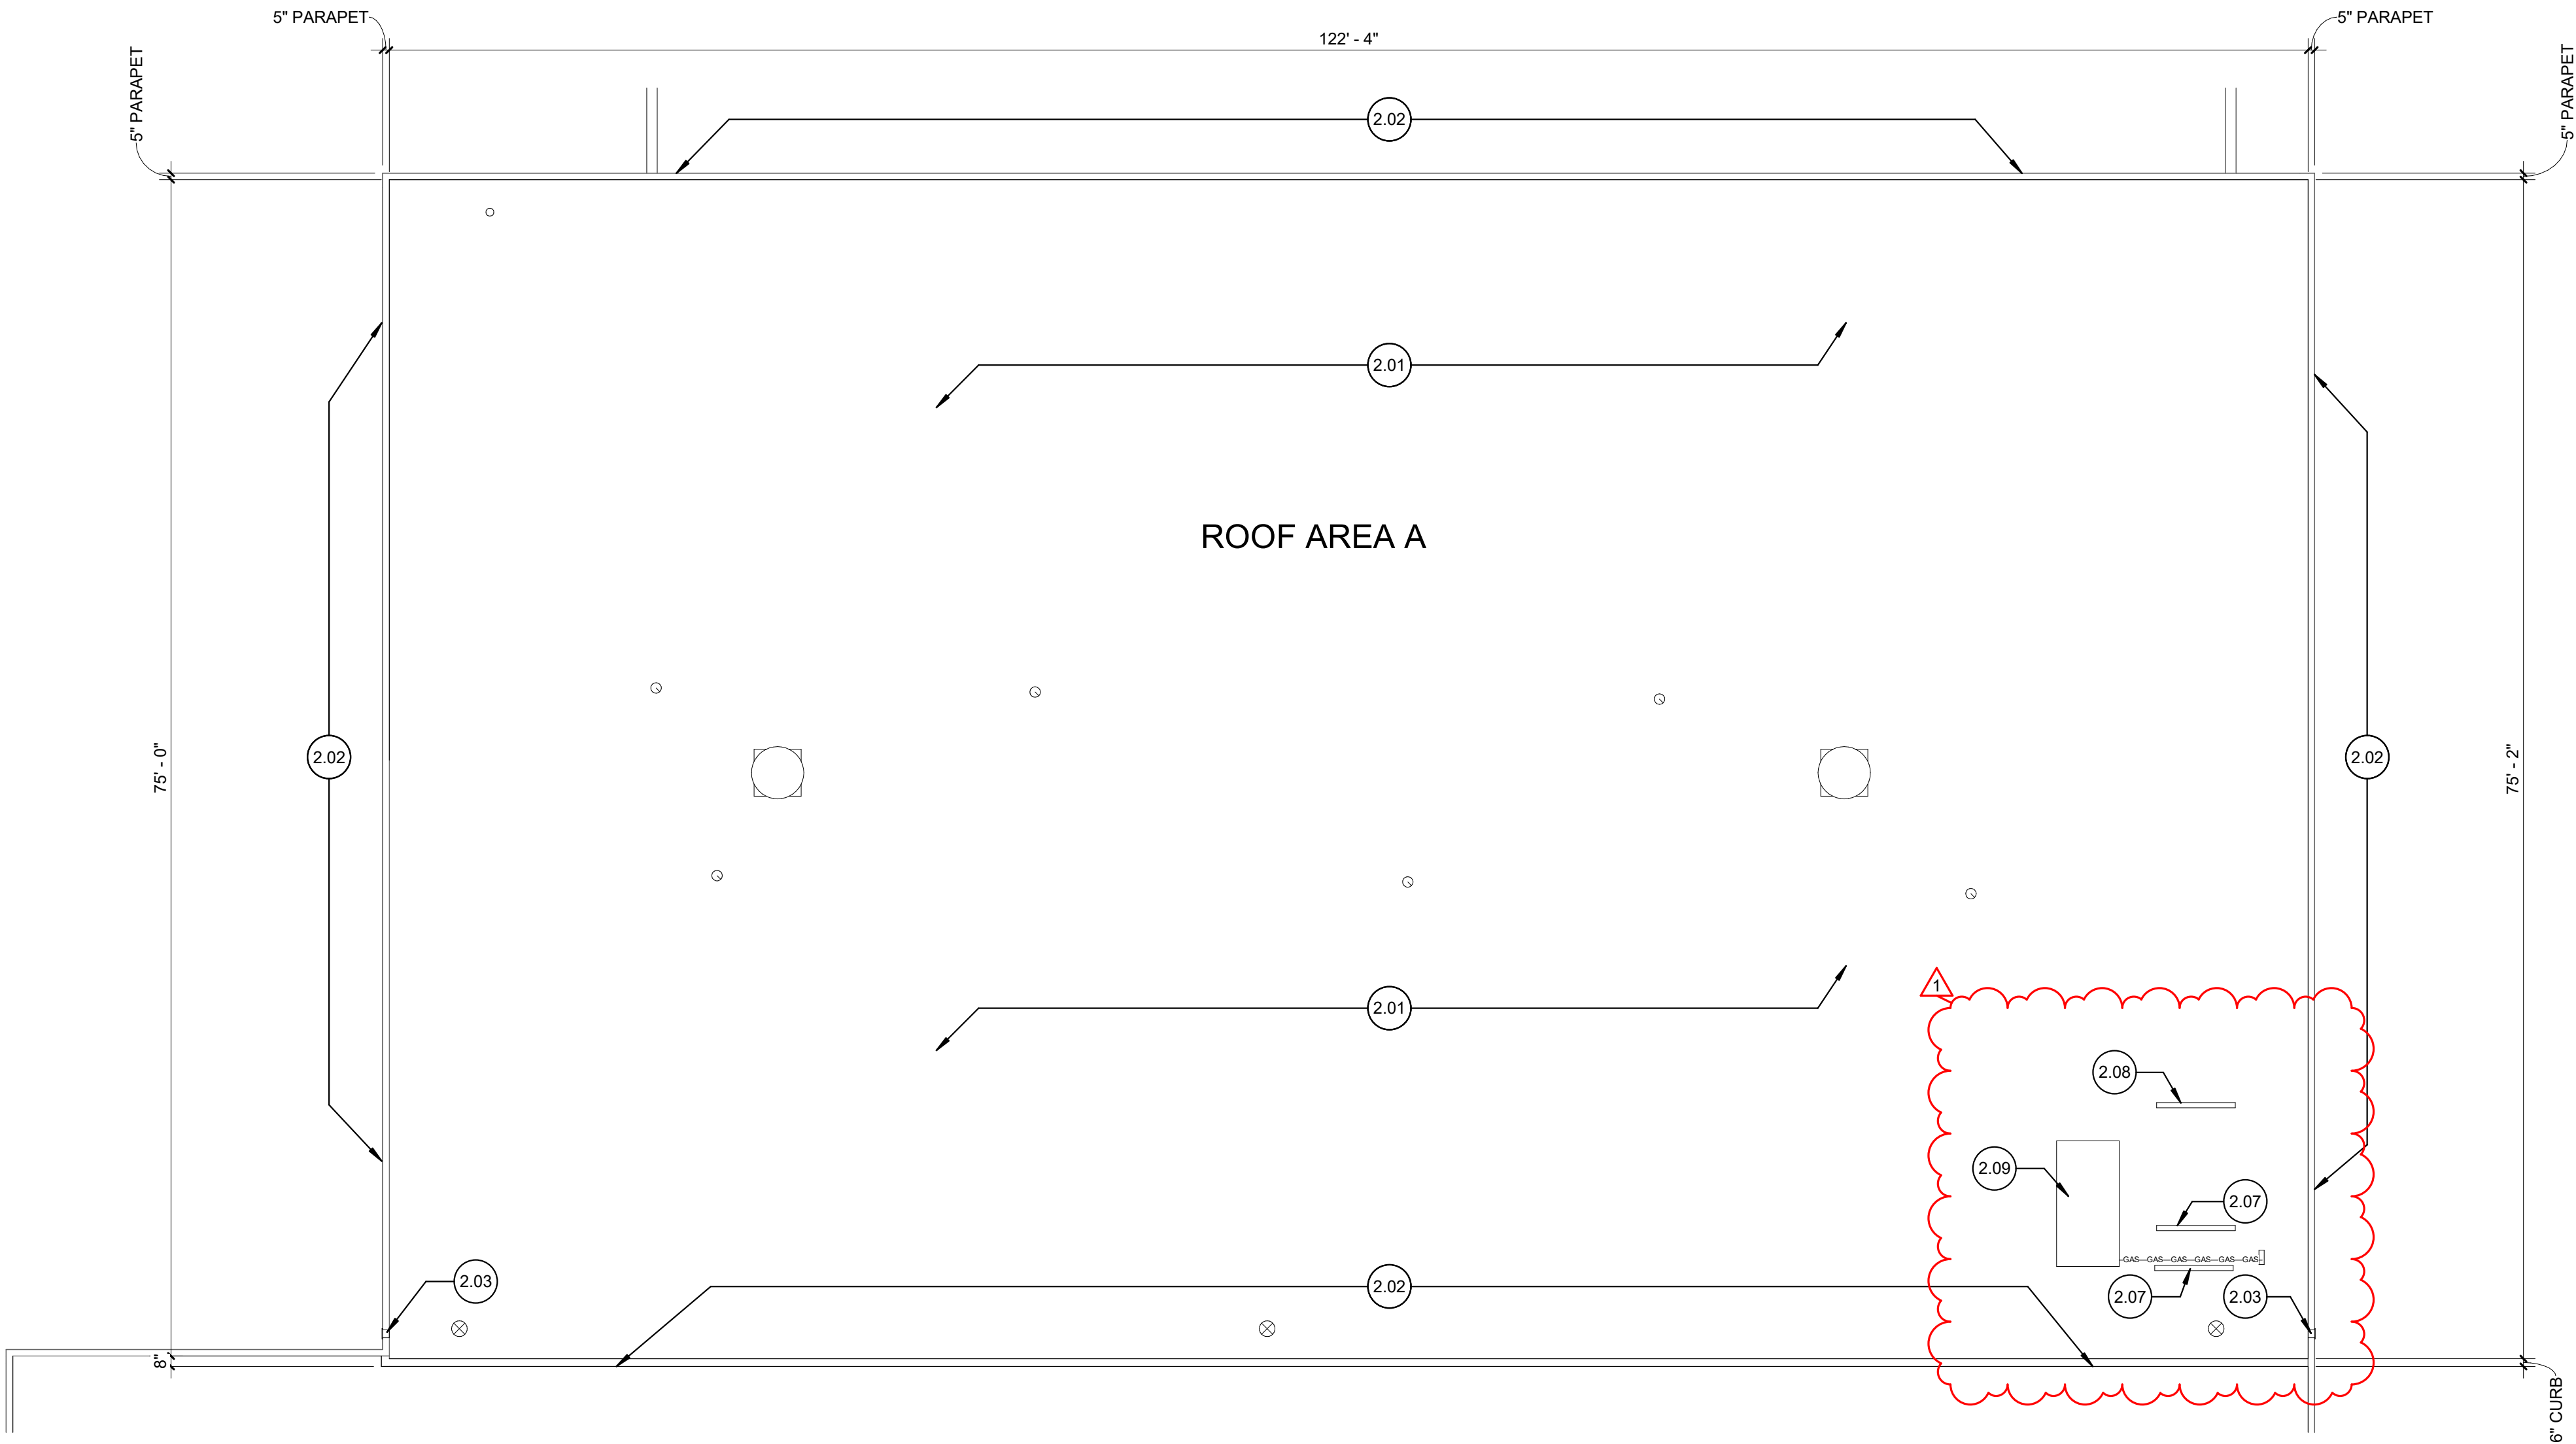 5" PARAPET
5" PARAPET
122' - 4"
5" PARAPET
5" PARAPET
2.02
2.01
ROOF AREA A
75' - 0"
2.02
2.02
75' - 2"
1
2.01
2.08
2.09
2.07
GAS GAS GAS GAS GAS GAS
2.03
2.02
2.07
2.03
8"
6" CURB